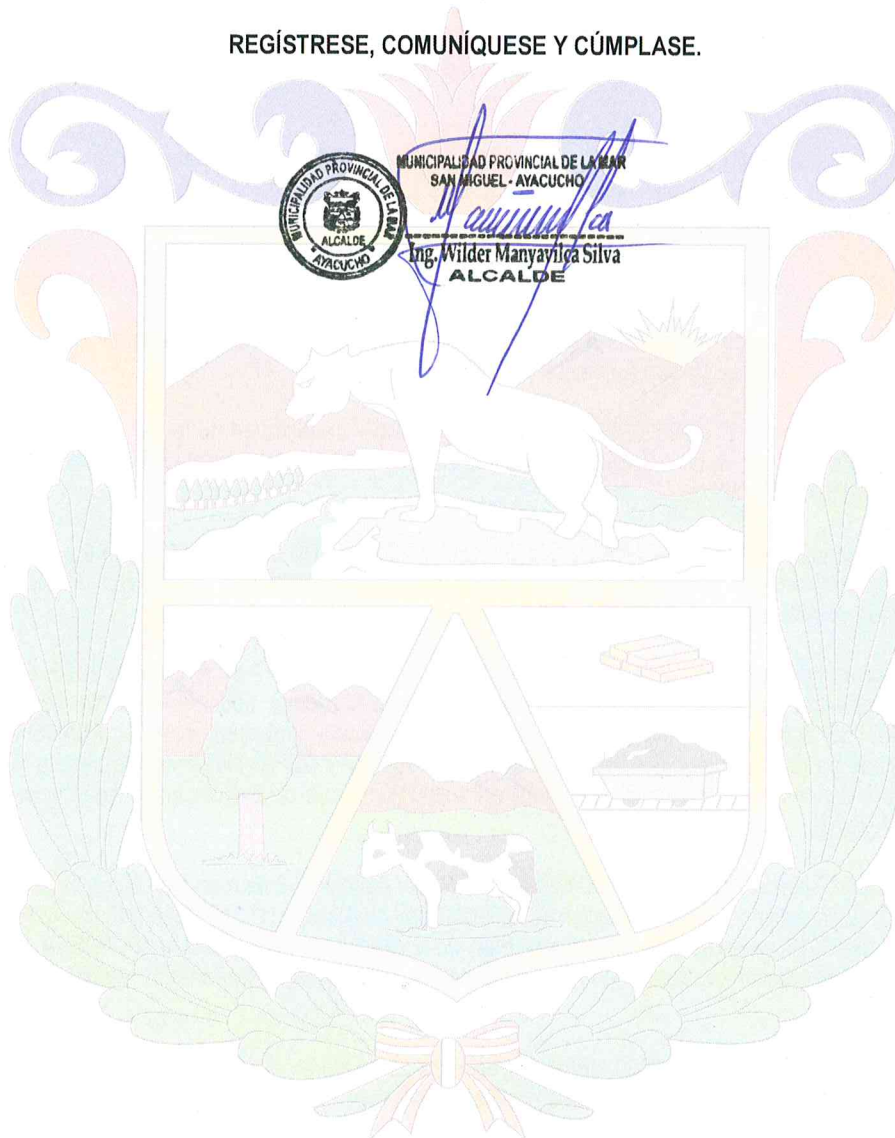 REGÍSTRESE, COMUNÍQUESE Y CÚMPLASE.
MUNICIPALIDAD PROVINCIAL DE LA MAR
ALCALDE
AYACUCHO
MUNICIPALIDAD PROVINCIAL DE LA MAR
SAN MIGUEL - AYACUCHO
Ing. Wilder Manyavilca Silva
ALCALDE